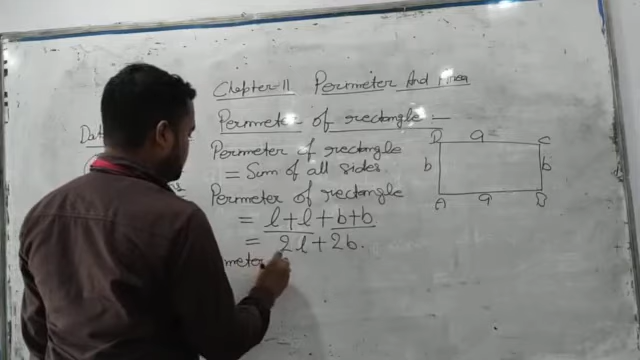 Chapter-11 Perimeter And Area
Perimeter of rectangle :-
Perimeter of rectangle
= Sum of all sides.
Perimeter of rectangle
= l + l + b + b
= 2l + 2b.
meter
D a C
b b
A a B